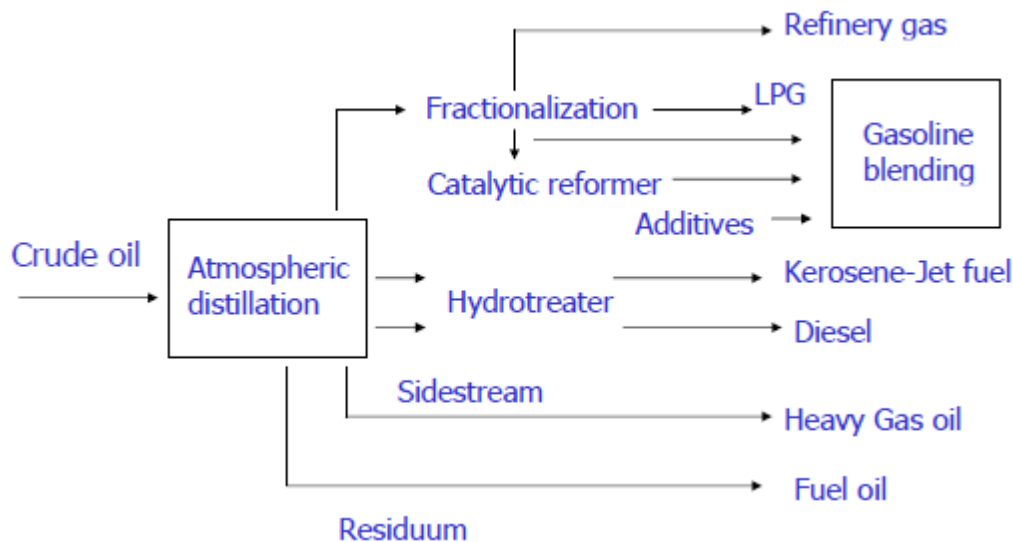 Refinery gas
Fractionalization
LPG
Gasoline
blending
Catalytic reformer
Additives
Crude oil
Atmospheric
distillation
Hydrotreater
Kerosene-Jet fuel
Diesel
Sidestream
Heavy Gas oil
Fuel oil
Residuum